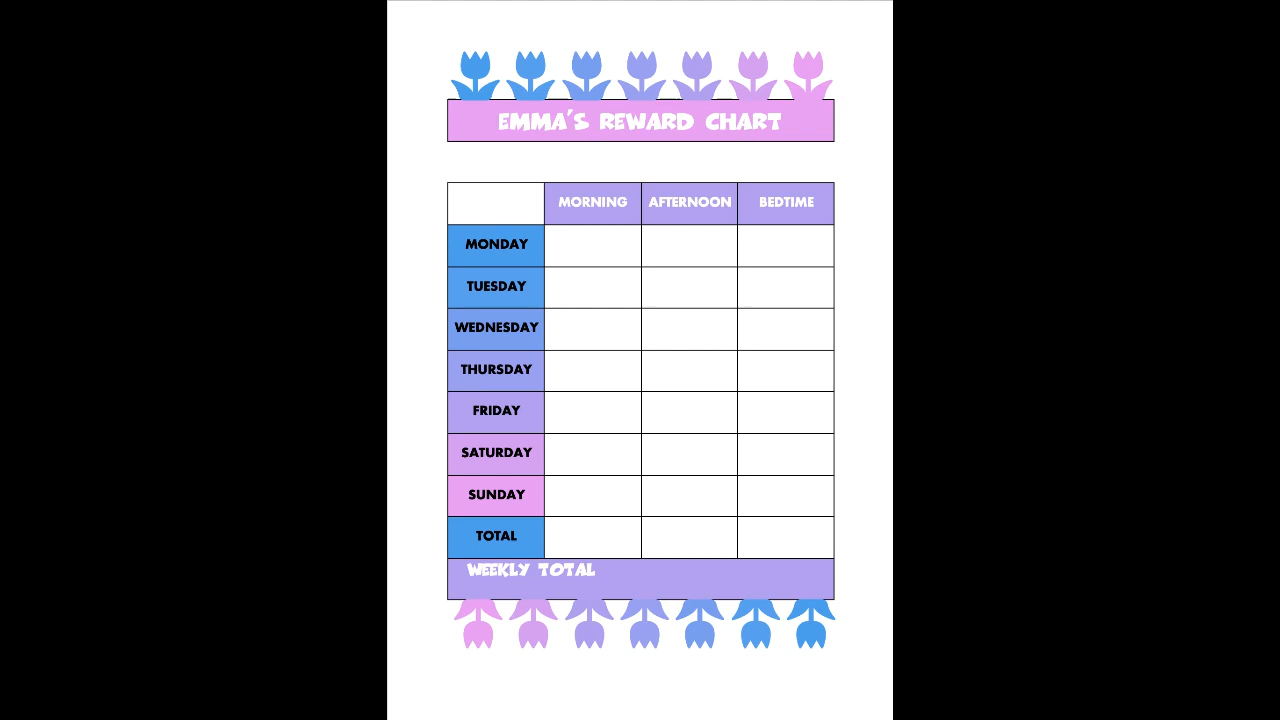 EMMA'S REWARD CHART
MORNING AFTERNOON BEDTIME
MONDAY
TUESDAY
WEDNESDAY
THURSDAY
FRIDAY
SATURDAY
SUNDAY
TOTAL
WEEKLY TOTAL